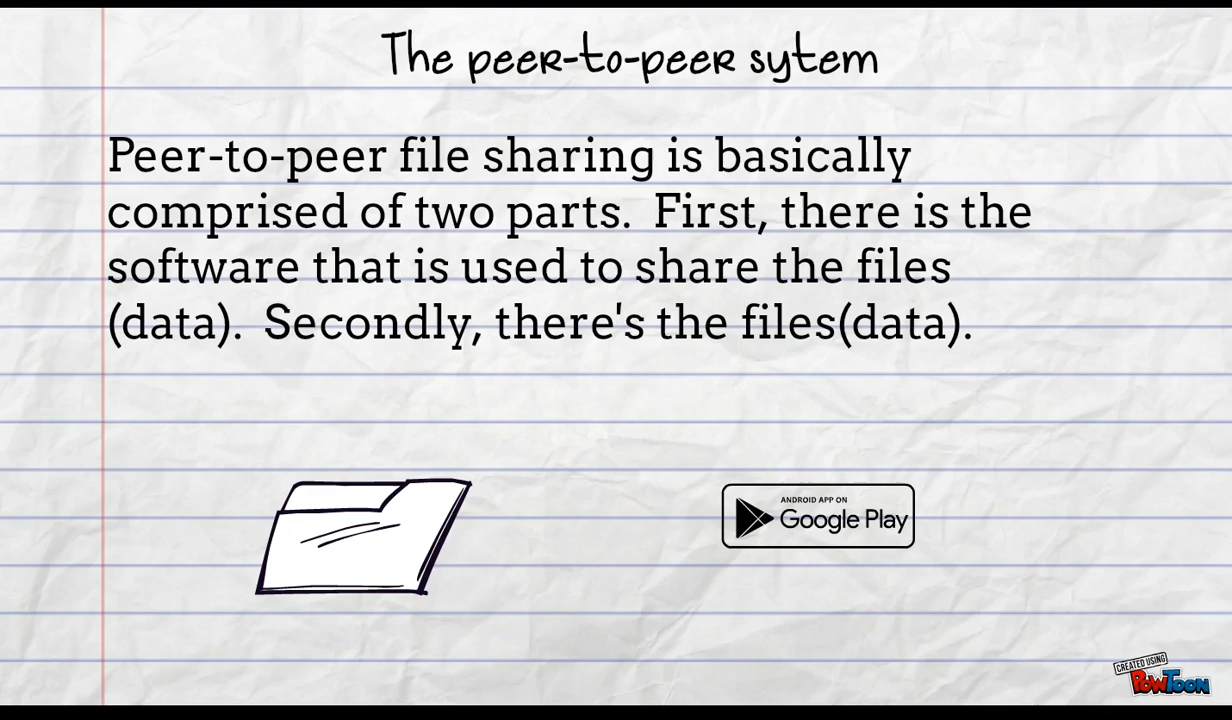 The peer-to-peer sytem
Peer-to-peer file sharing is basically
comprised of two parts.  First, there is the
software that is used to share the files
(data).  Secondly, there's the files(data).
ANDROID APP ON
Google Play
CREATED USING
POWTOON